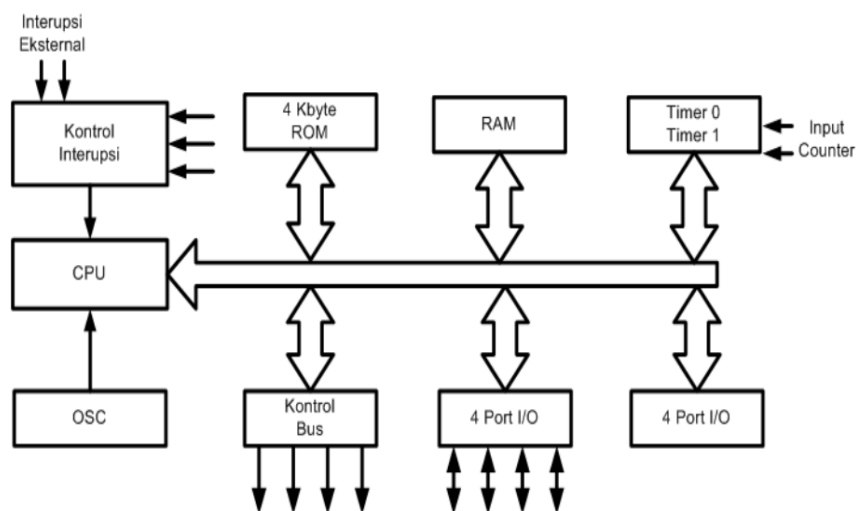 Interupsi
Eksternal
Kontrol
Interupsi
4 Kbyte
ROM
RAM
Timer 0
Timer 1
Input
Counter
CPU
OSC
Kontrol
Bus
4 Port I/O
4 Port I/O